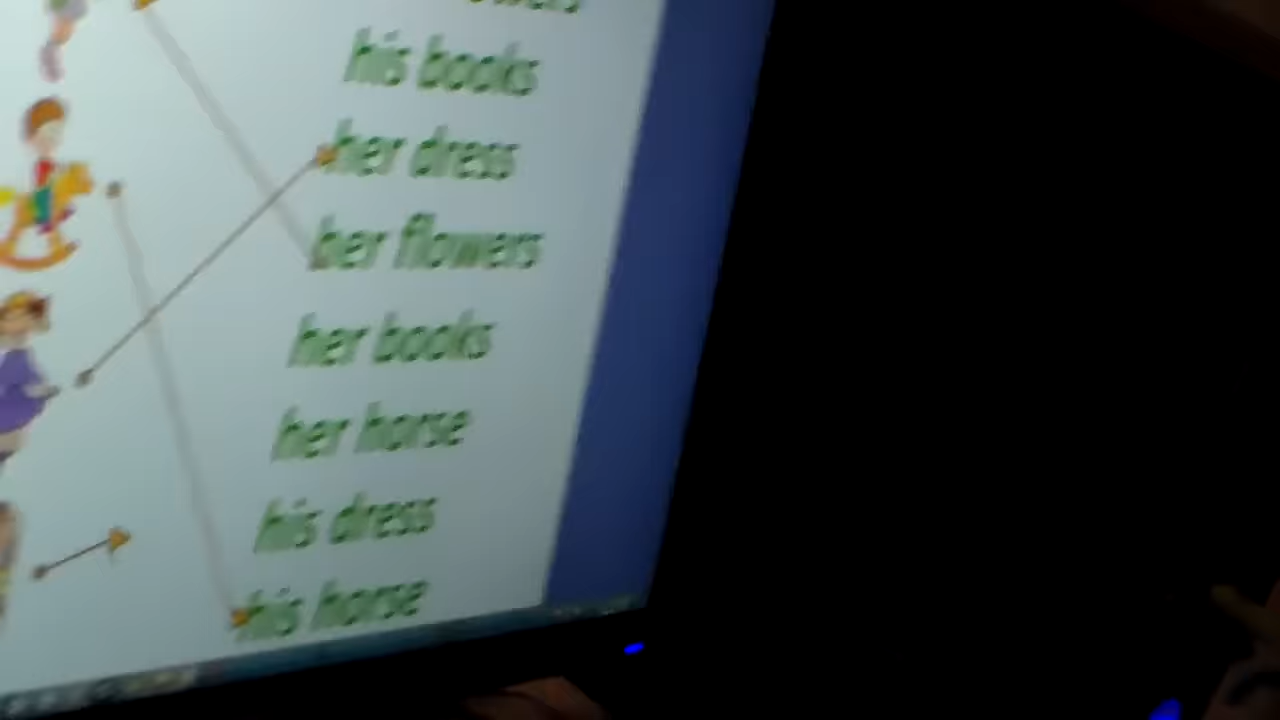 his books
her dress
her flowers
her books
her horse
his dress
his horse